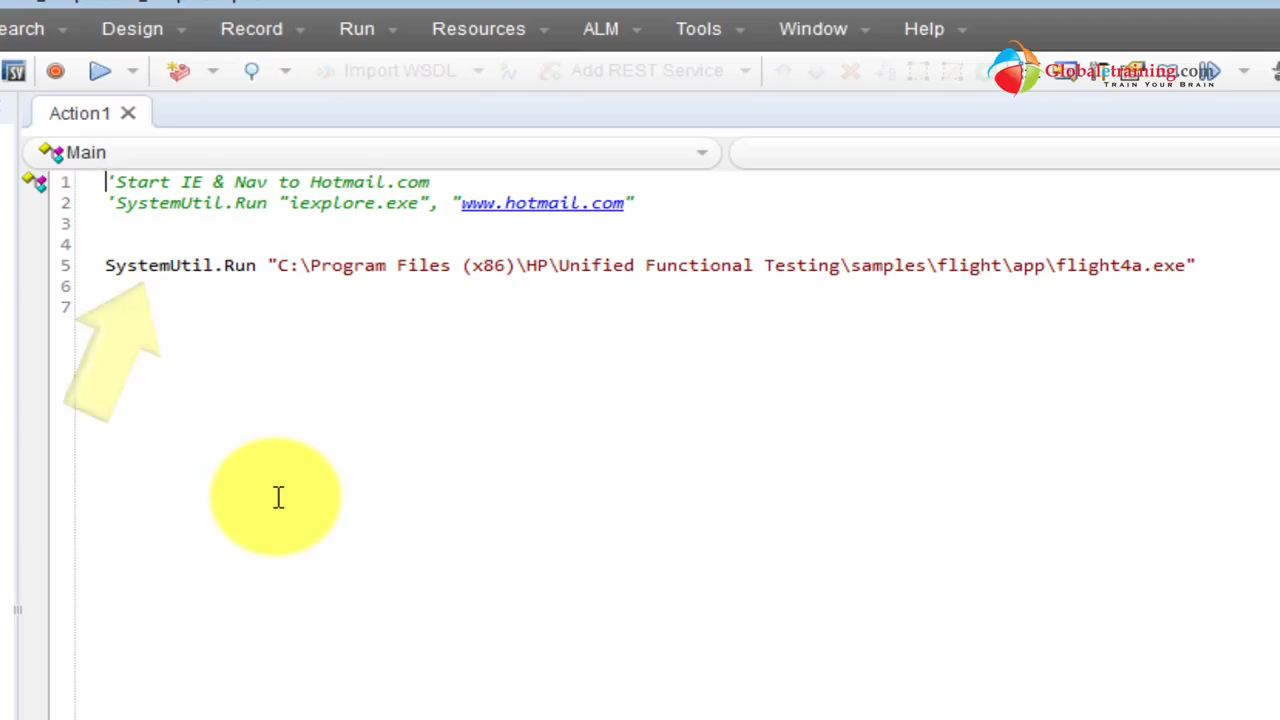 earch Design Record Run Resources ALM Tools Window Help
SV Import WSDL Add REST Service
Globaletraining.com
TRAIN YOUR BRAIN
Action1
Main
1 'Start IE & Nav to Hotmail.com
2 'SystemUtil.Run "iexplore.exe", "www.hotmail.com"
3
4
5 SystemUtil.Run "C:\Program Files (x86)\HP\Unified Functional Testing\samples\flight\app\flight4a.exe"
6
7